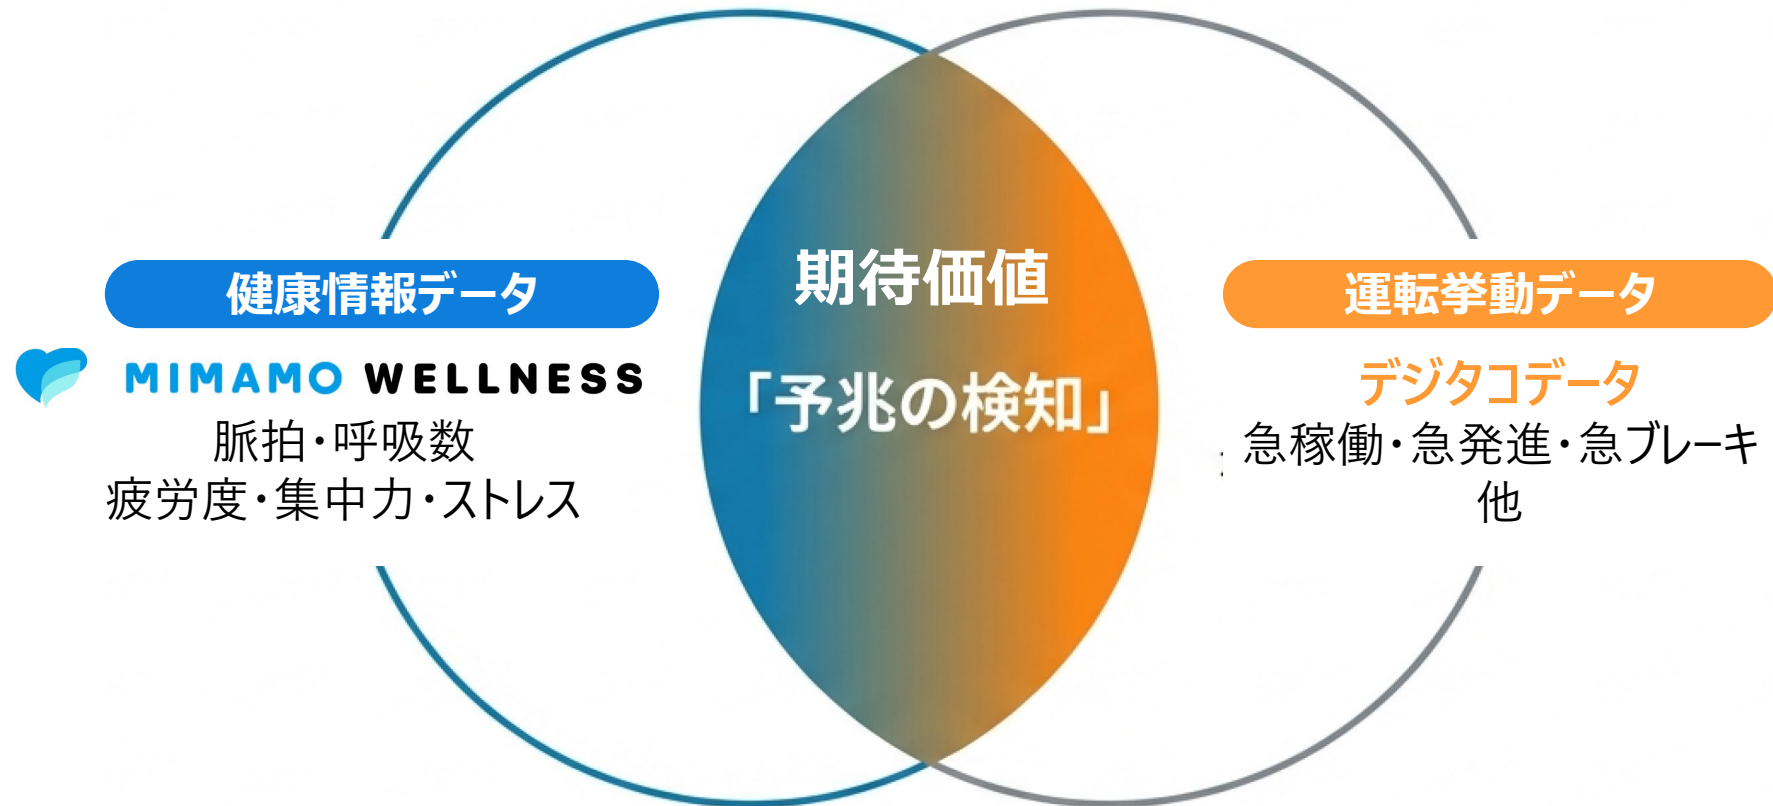 健康情報データ
MIMAMO WELLNESS
脈拍・呼吸数
疲労度・集中力・ストレス
期待価値
「予兆の検知」
運転挙動データ
デジタコデータ
急稼働・急発進・急ブレーキ
他